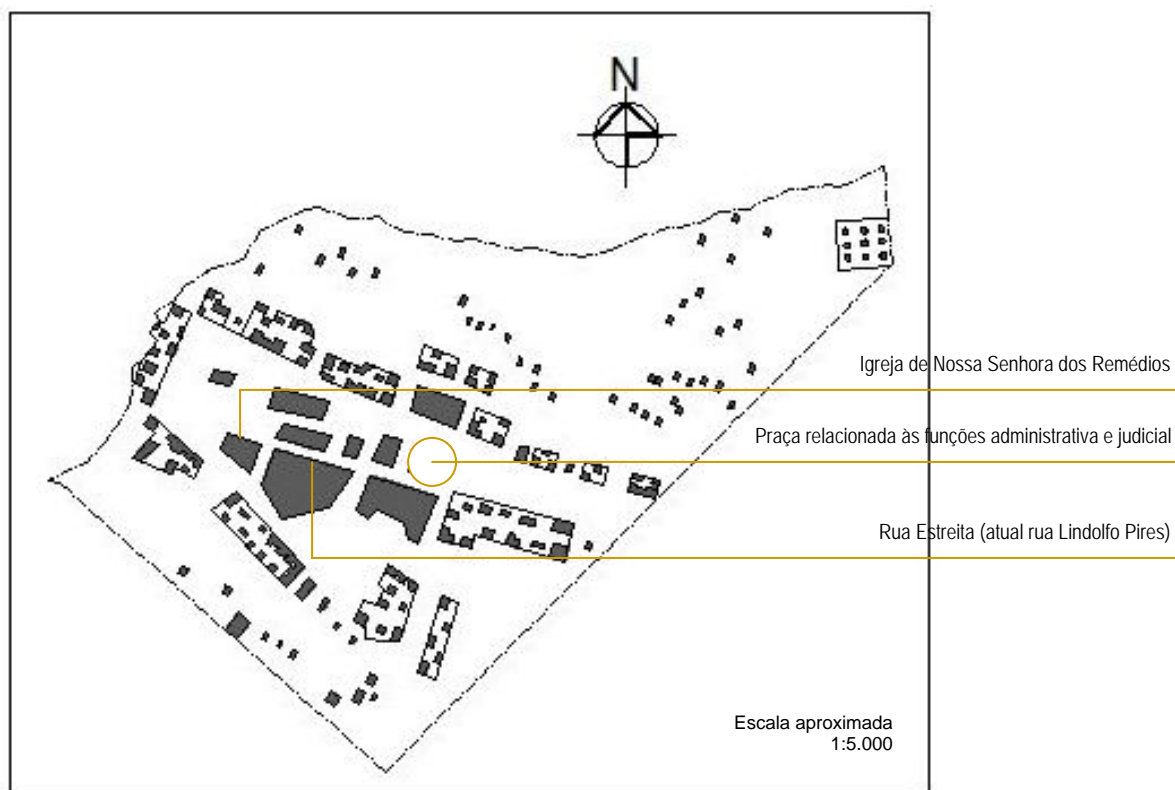 N
Igreja de Nossa Senhora dos Remédios
Praça relacionada às funções administrativa e judicial
Rua Estreita (atual rua Lindolfo Pires)
Escala aproximada
1:5.000